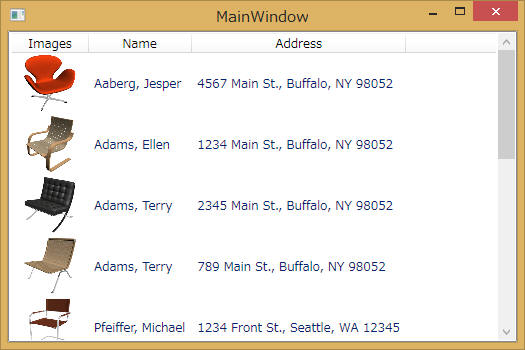 MainWindow
Images Name Address
Aaberg, Jesper 4567 Main St., Buffalo, NY 98052
Adams, Ellen 1234 Main St., Buffalo, NY 98052
Adams, Terry 2345 Main St., Buffalo, NY 98052
Adams, Terry 789 Main St., Buffalo, NY 98052
Pfeiffer, Michael 1234 Front St., Seattle, WA 12345